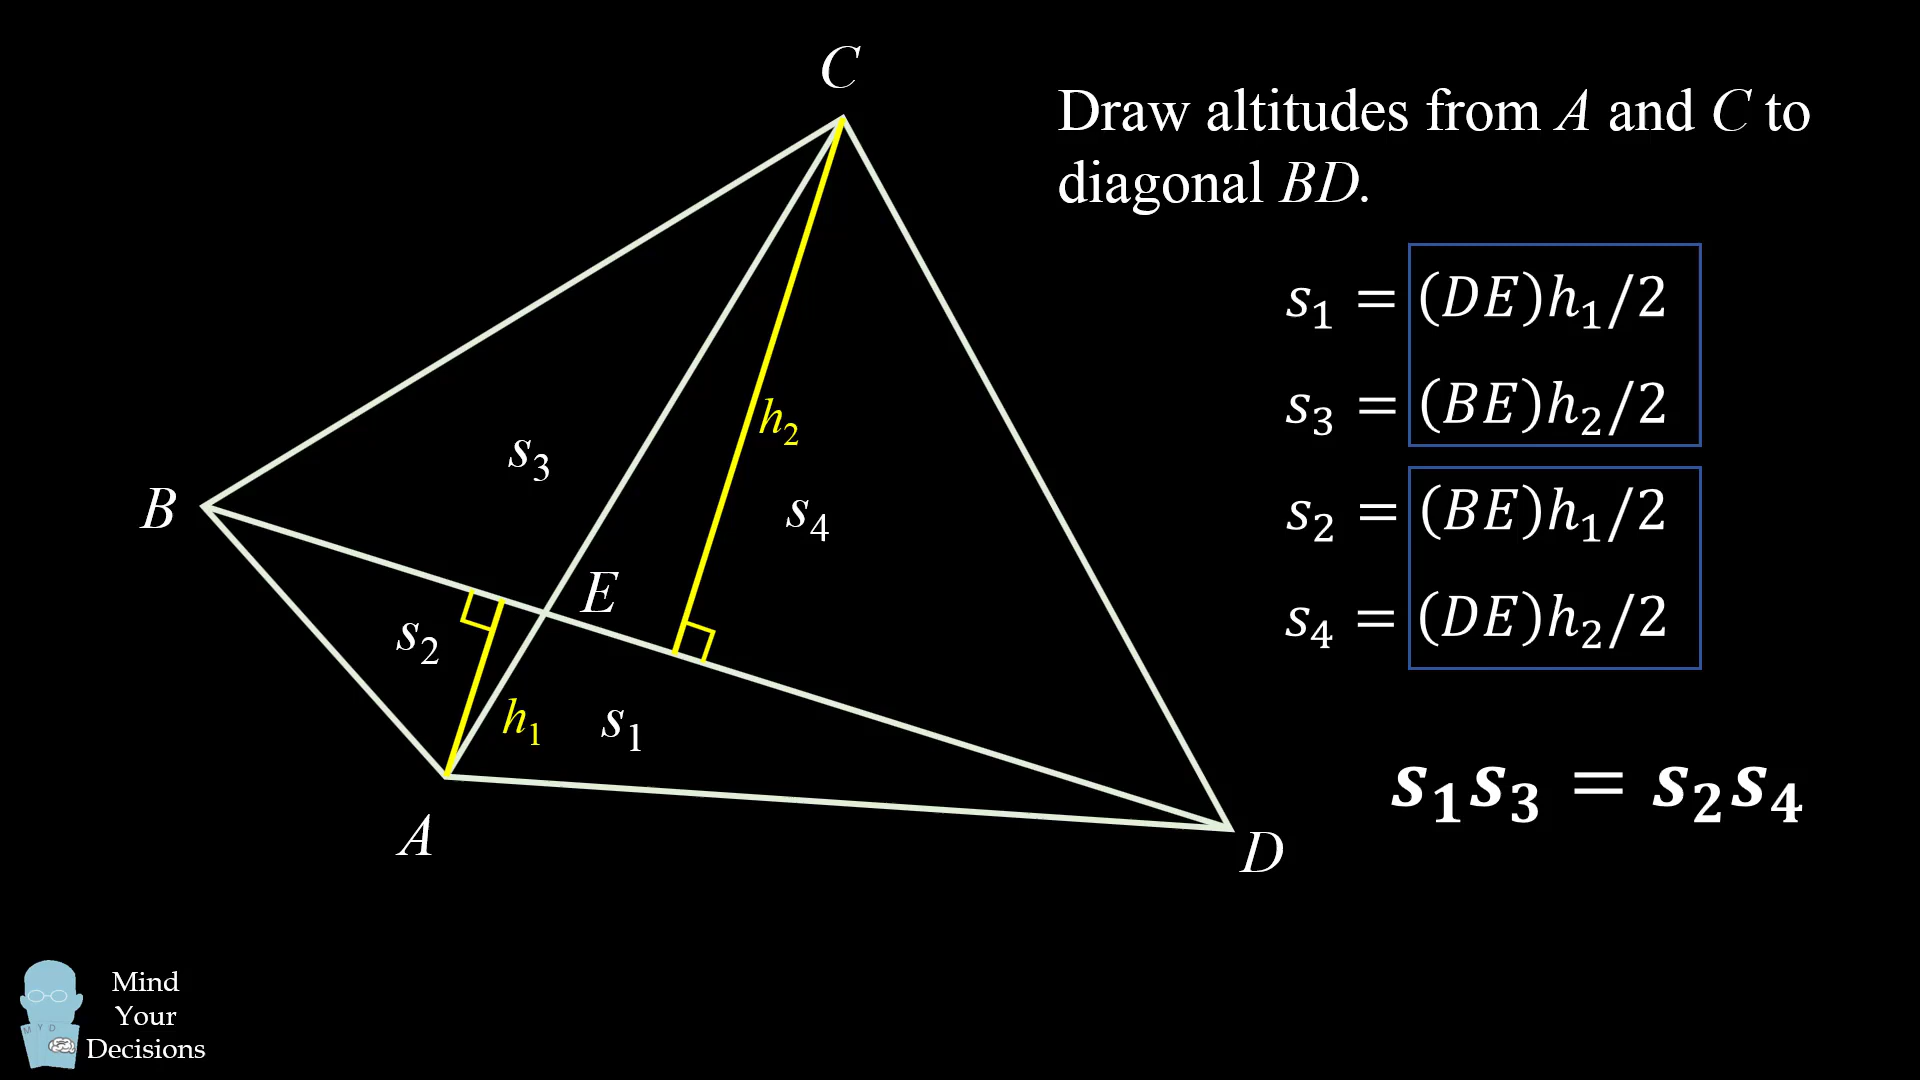 C
Draw altitudes from A and C to
diagonal BD.
s₁ = (DE)h₁/2
s₃ = (BE)h₂/2
s₂ = (BE)h₁/2
s₄ = (DE)h₂/2
s₁s₃ = s₂s₄
h₂
s₃
B
s₄
E
s₂
h₁
s₁
A
D
M Y D
Mind
Your
Decisions